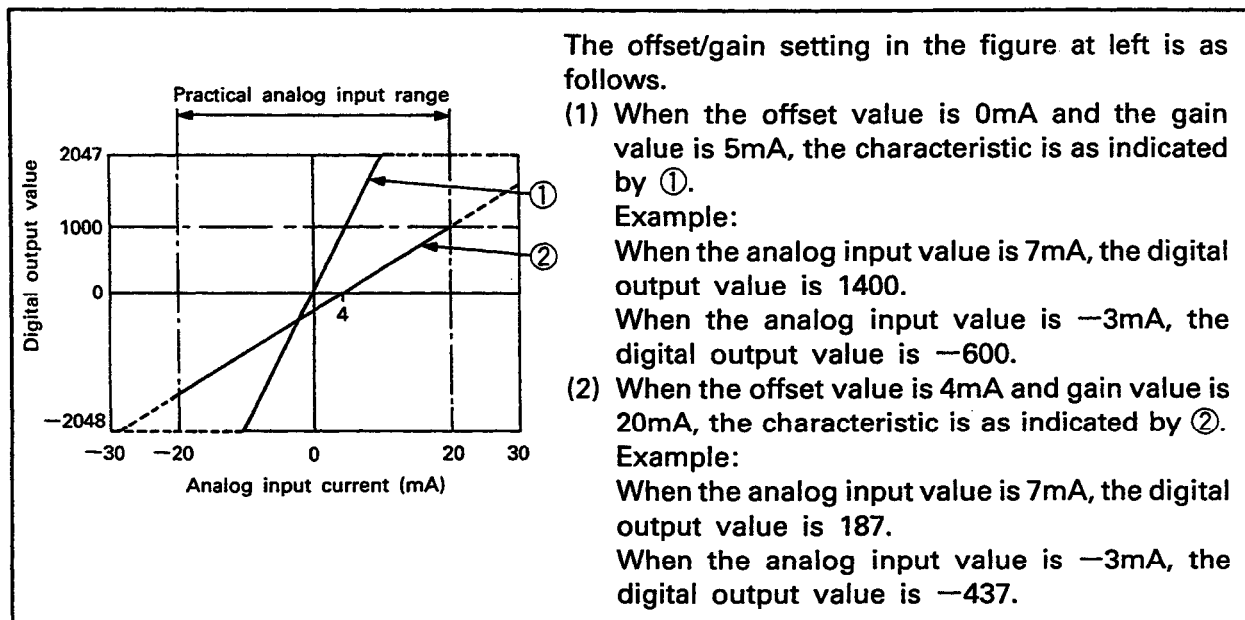 Practical analog input range
2047
1000
0
−2048
Digital output value
4
−30 −20 0 20 30
Analog input current (mA)
①
②
The offset/gain setting in the figure at left is as
follows.
(1) When the offset value is 0mA and the gain
value is 5mA, the characteristic is as indicated
by ①.
Example:
When the analog input value is 7mA, the digital
output value is 1400.
When the analog input value is −3mA, the
digital output value is −600.
(2) When the offset value is 4mA and gain value is
20mA, the characteristic is as indicated by ②.
Example:
When the analog input value is 7mA, the digital
output value is 187.
When the analog input value is −3mA, the
digital output value is −437.